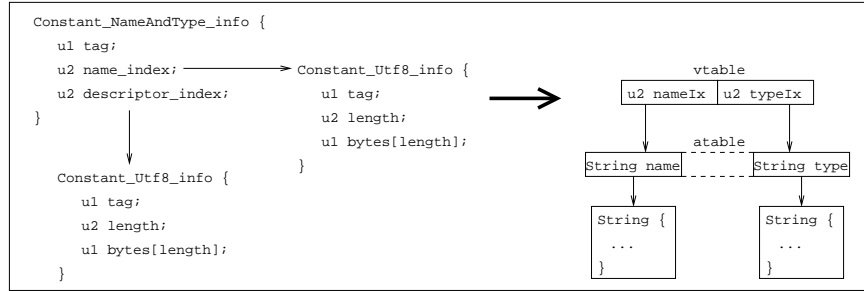 Constant_NameAndType_info {
u1 tag;
u2 name_index;
u2 descriptor_index;
}
Constant_Utf8_info {
u1 tag;
u2 length;
u1 bytes[length];
}
Constant_Utf8_info {
u1 tag;
u2 length;
u1 bytes[length];
}
vtable
u2 nameIx u2 typeIx
atable
String name String type
String {
...
}
String {
...
}